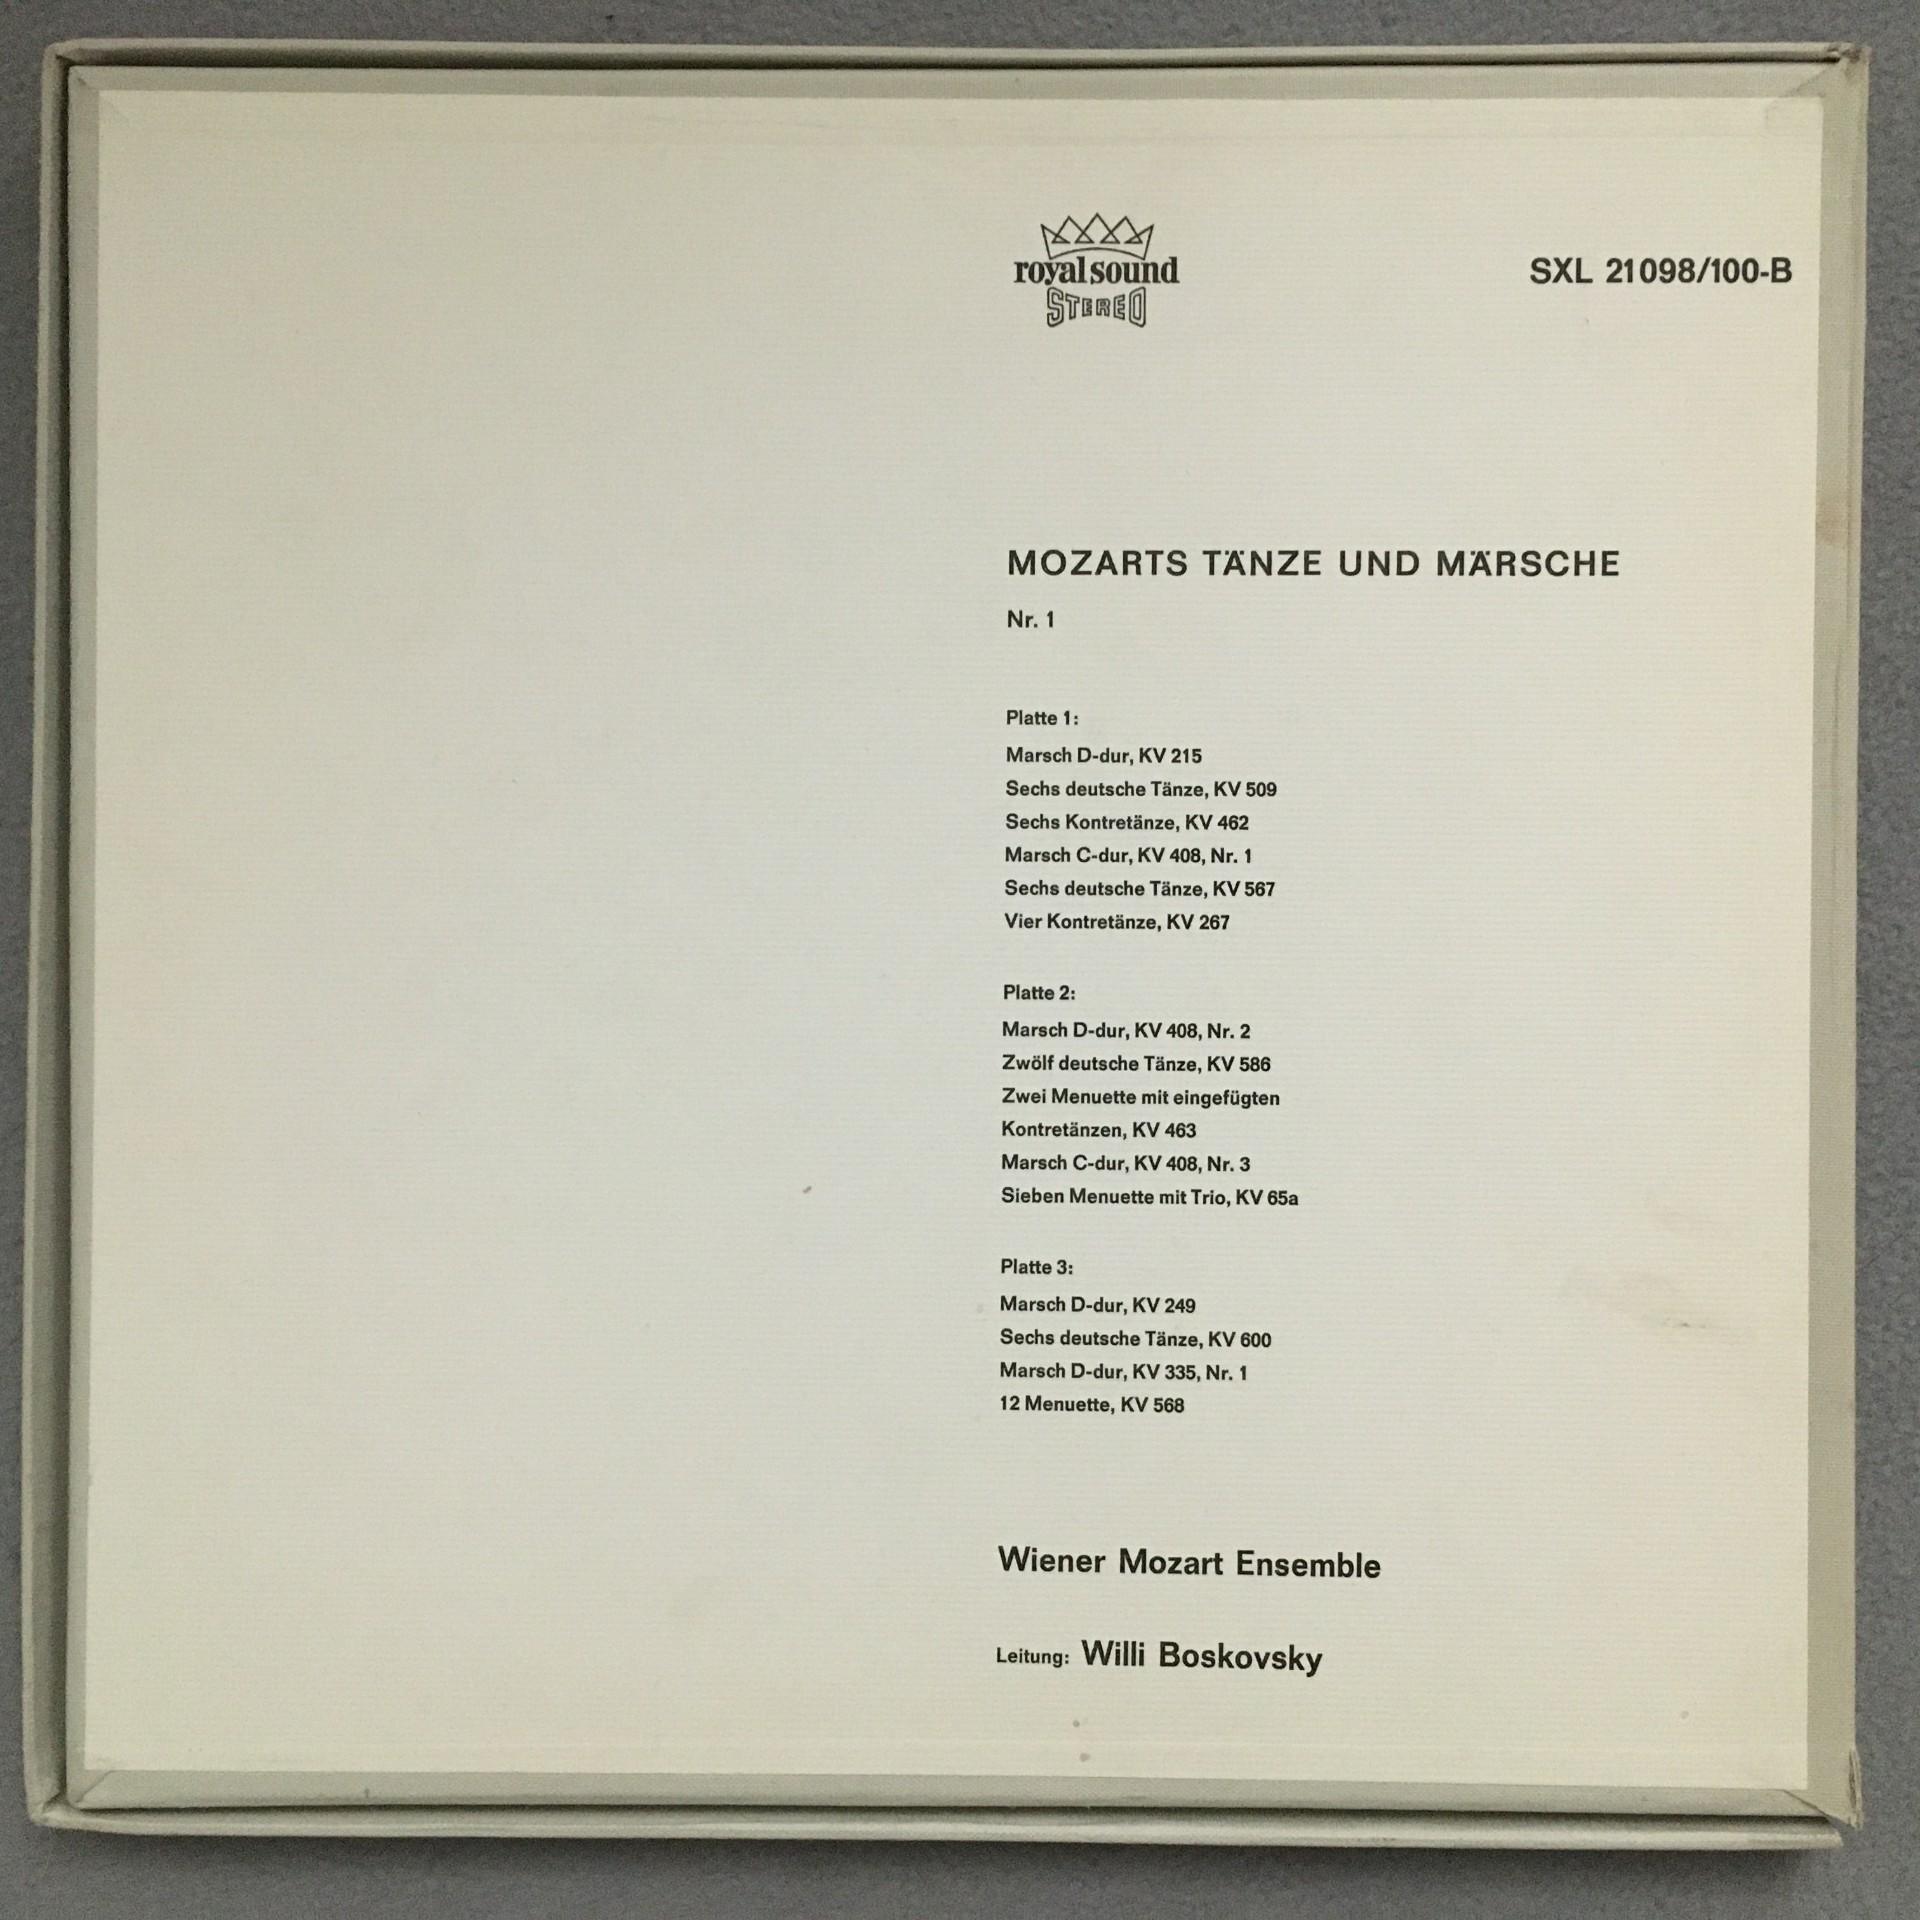 royal sound
STEREO
SXL 21098/100-B
MOZARTS TÄNZE UND MÄRSCHE
Nr. 1
Platte 1:
Marsch D-dur, KV 215
Sechs deutsche Tänze, KV 509
Sechs Kontretänze, KV 462
Marsch C-dur, KV 408, Nr. 1
Sechs deutsche Tänze, KV 567
Vier Kontretänze, KV 267
Platte 2:
Marsch D-dur, KV 408, Nr. 2
Zwölf deutsche Tänze, KV 586
Zwei Menuette mit eingefügten
Kontretänzen, KV 463
Marsch C-dur, KV 408, Nr. 3
Sieben Menuette mit Trio, KV 65a
Platte 3:
Marsch D-dur, KV 249
Sechs deutsche Tänze, KV 600
Marsch D-dur, KV 335, Nr. 1
12 Menuette, KV 568
Wiener Mozart Ensemble
Leitung: Willi Boskovsky